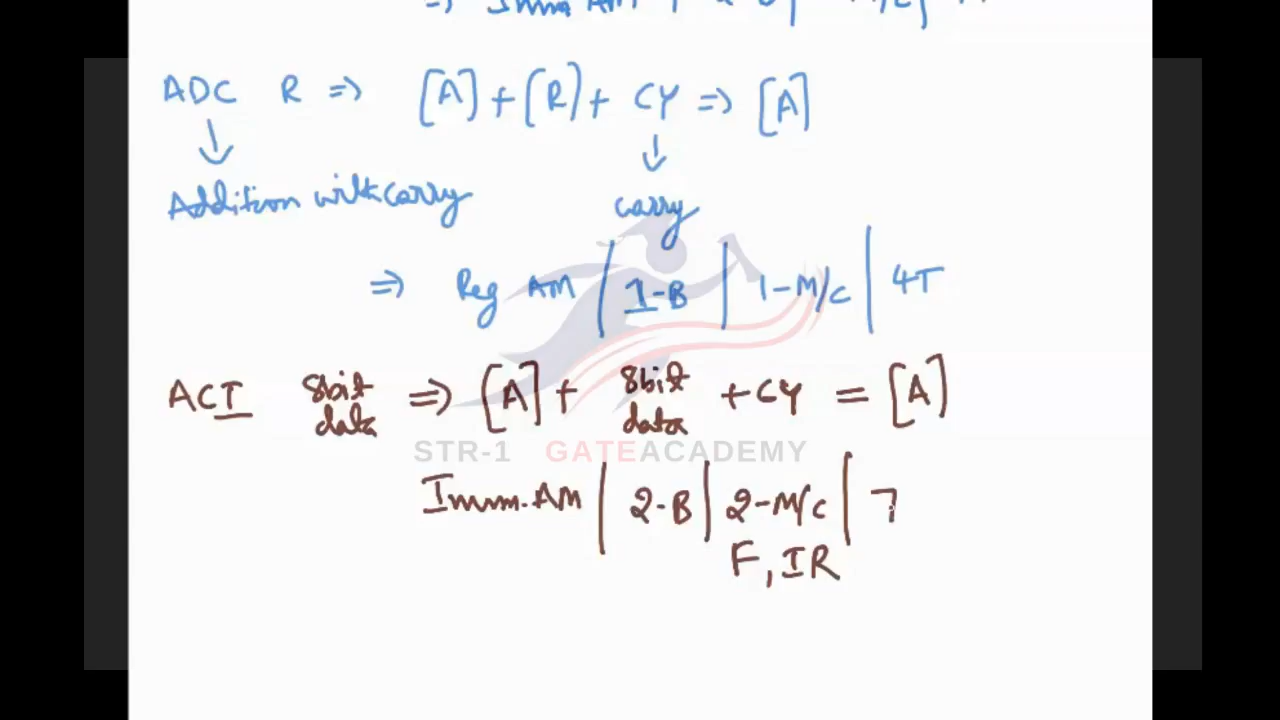 ADC R => [A] + [R] + CY => [A]
Addition with carry
carry
=> Reg AM | 1-B | 1-M/c | 4T
ACI 8bit data => [A] + 8bit data + CY = [A]
STR-1 GATEACADEMY
Imm. AM | 2-B | 2-M/c | 7
F, IR